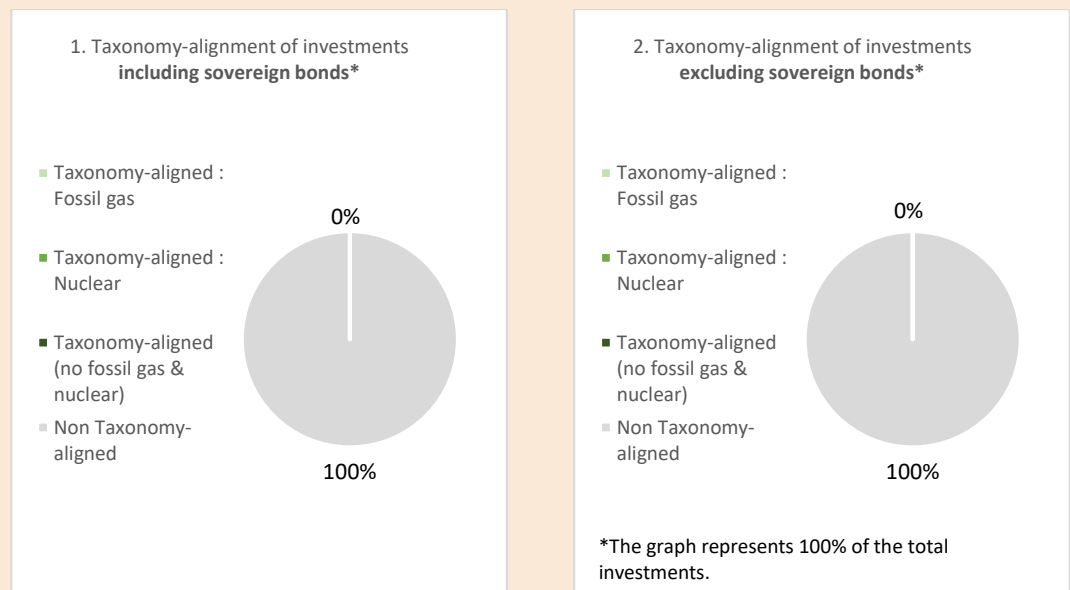 1. Taxonomy-alignment of investments
including sovereign bonds*
Taxonomy-aligned :
Fossil gas
Taxonomy-aligned :
Nuclear
Taxonomy-aligned
(no fossil gas &
nuclear)
Non Taxonomy-
aligned
0%
100%
2. Taxonomy-alignment of investments
excluding sovereign bonds*
Taxonomy-aligned :
Fossil gas
Taxonomy-aligned :
Nuclear
Taxonomy-aligned
(no fossil gas &
nuclear)
Non Taxonomy-
aligned
0%
100%
*The graph represents 100% of the total
investments.